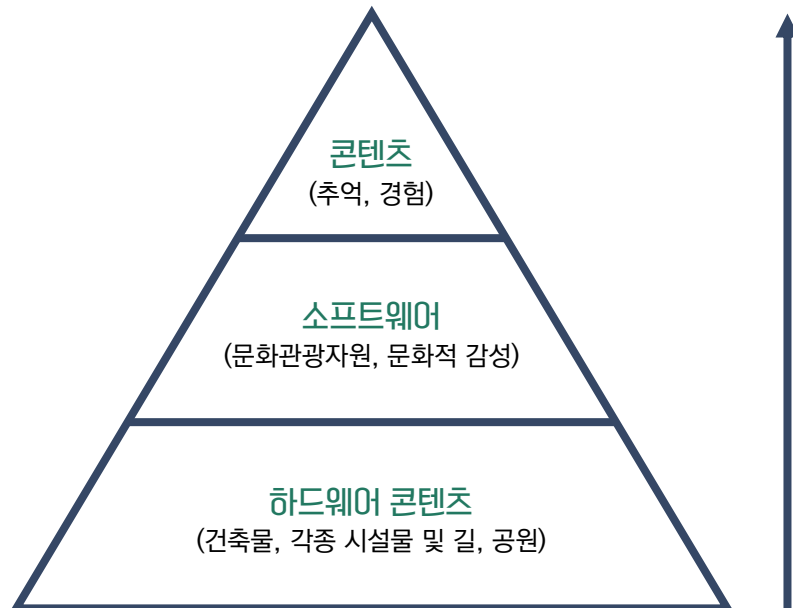 콘텐츠
(추억, 경험)
소프트웨어
(문화관광자원, 문화적 감성)
하드웨어 콘텐츠
(건축물, 각종 시설물 및 길, 공원)